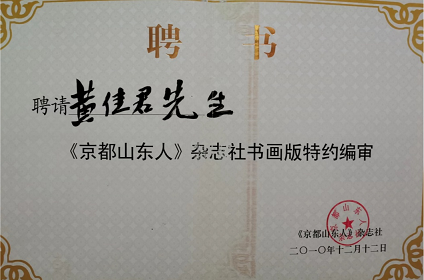 聘书
聘请黄佳君先生
《京都山东人》杂志社书画版特约编审
《京都山东人》杂志社
二〇一〇年十二月十二日